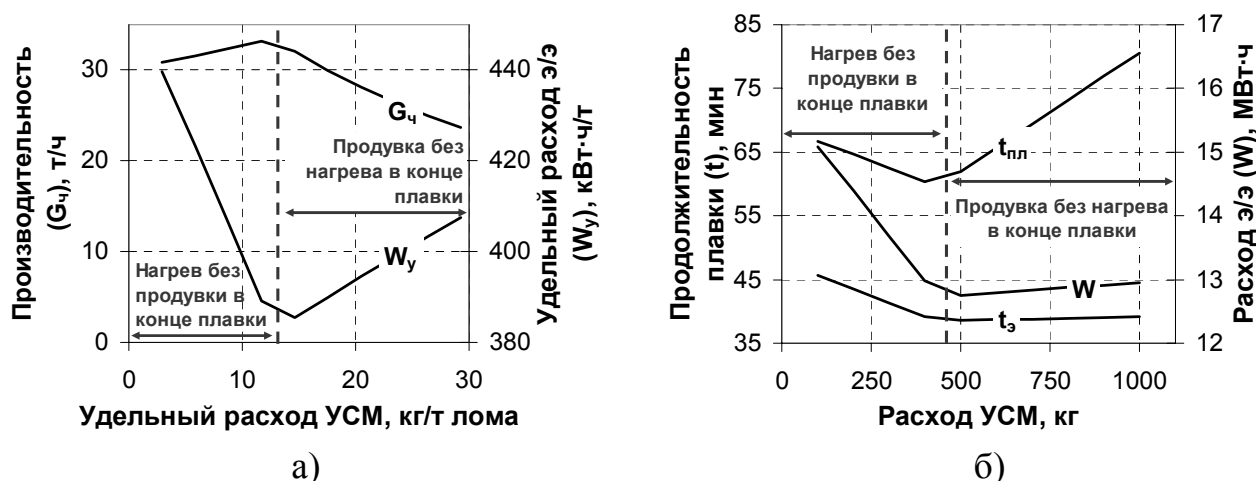 Производительность
(Gч), т/ч
30
20
10
0
Gч
Продувка без
нагрева в конце
плавки
Wу
Нагрев без
продувки в
конце плавки
440
420
400
380
Удельный расход э/э
(Wу), кВт·ч/т
0 10 20 30
Удельный расход УСМ, кг/т лома
а)
Продолжительность
плавки (t), мин
85
75
65
55
45
35
Нагрев без
продувки в
конце плавки
tпл
Продувка без нагрева
в конце плавки
W
tэ
17
16
15
14
13
12
Расход э/э (W), МВт·ч
0 250 500 750 1000
Расход УСМ, кг
б)